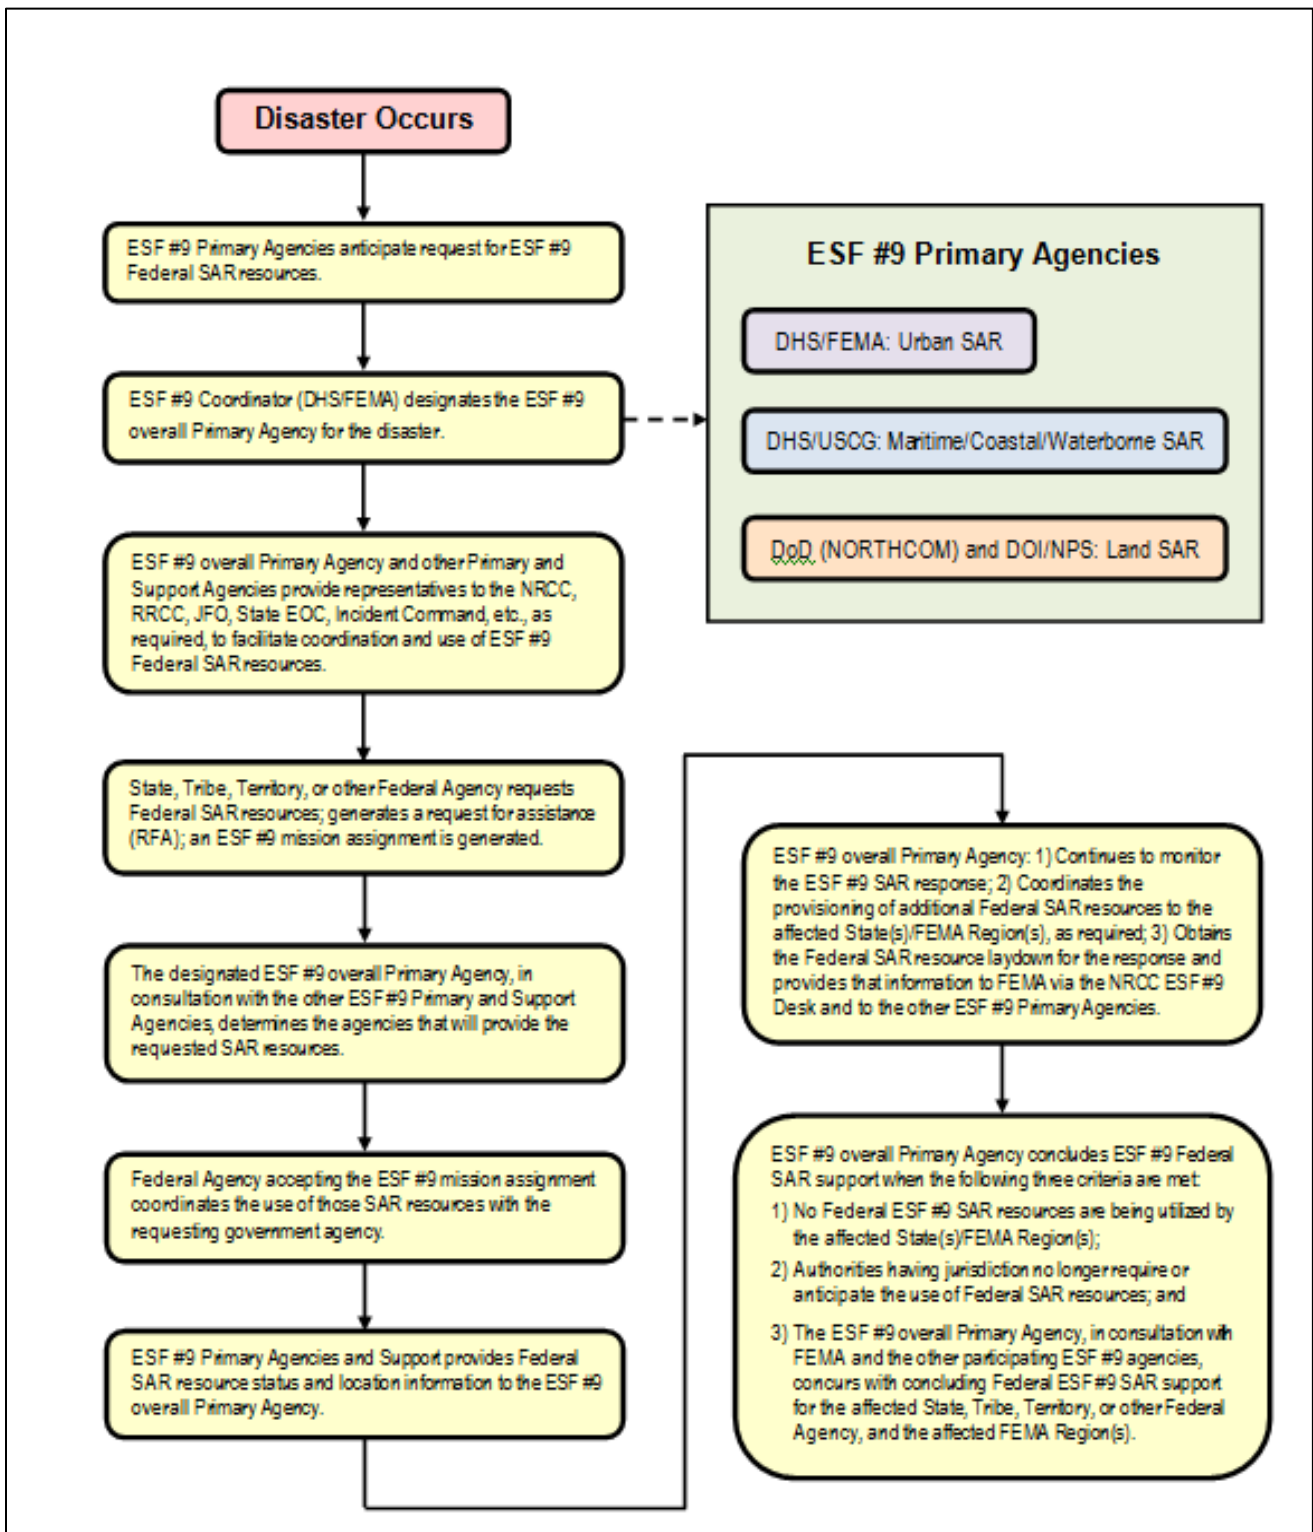 Disaster Occurs
ESF #9 Primary Agencies anticipate request for ESF #9
Federal SAR resources.
ESF #9 Coordinator (DHS/FEMA) designates the ESF #9
overall Primary Agency for the disaster.
ESF #9 Primary Agencies
DHS/FEMA: Urban SAR
DHS/USCG: Maritime/Coastal/Waterborne SAR
DoD (NORTHCOM) and DOI/NPS: Land SAR
ESF #9 overall Primary Agency and other Primary and
Support Agencies provide representatives to the NRCC,
RRCC, JFO, State EOC, Incident Command, etc., as
required, to facilitate coordination and use of ESF #9
Federal SAR resources.
State, Tribe, Territory, or other Federal Agency requests
Federal SAR resources; generates a request for assistance
(RFA); an ESF #9 mission assignment is generated.
The designated ESF #9 overall Primary Agency, in
consultation with the other ESF #9 Primary and Support
Agencies, determines the agencies that will provide the
requested SAR resources.
Federal Agency accepting the ESF #9 mission assignment
coordinates the use of those SAR resources with the
requesting government agency.
ESF #9 Primary Agencies and Support provides Federal
SAR resource status and location information to the ESF #9
overall Primary Agency.
ESF #9 overall Primary Agency: 1) Continues to monitor
the ESF #9 SAR response; 2) Coordinates the
provisioning of additional Federal SAR resources to the
affected State(s)/FEMA Region(s), as required; 3) Obtains
the Federal SAR resource laydown for the response and
provides that information to FEMA via the NRCC ESF #9
Desk and to the other ESF #9 Primary Agencies.
ESF #9 overall Primary Agency concludes ESF #9 Federal
SAR support when the following three criteria are met:
1) No Federal ESF #9 SAR resources are being utilized by
the affected State(s)/FEMA Region(s);
2) Authorities having jurisdiction no longer require or
anticipate the use of Federal SAR resources; and
3) The ESF #9 overall Primary Agency, in consultation with
FEMA and the other participating ESF #9 agencies,
concurs with concluding Federal ESF #9 SAR support
for the affected State, Tribe, Territory, or other Federal
Agency, and the affected FEMA Region(s).